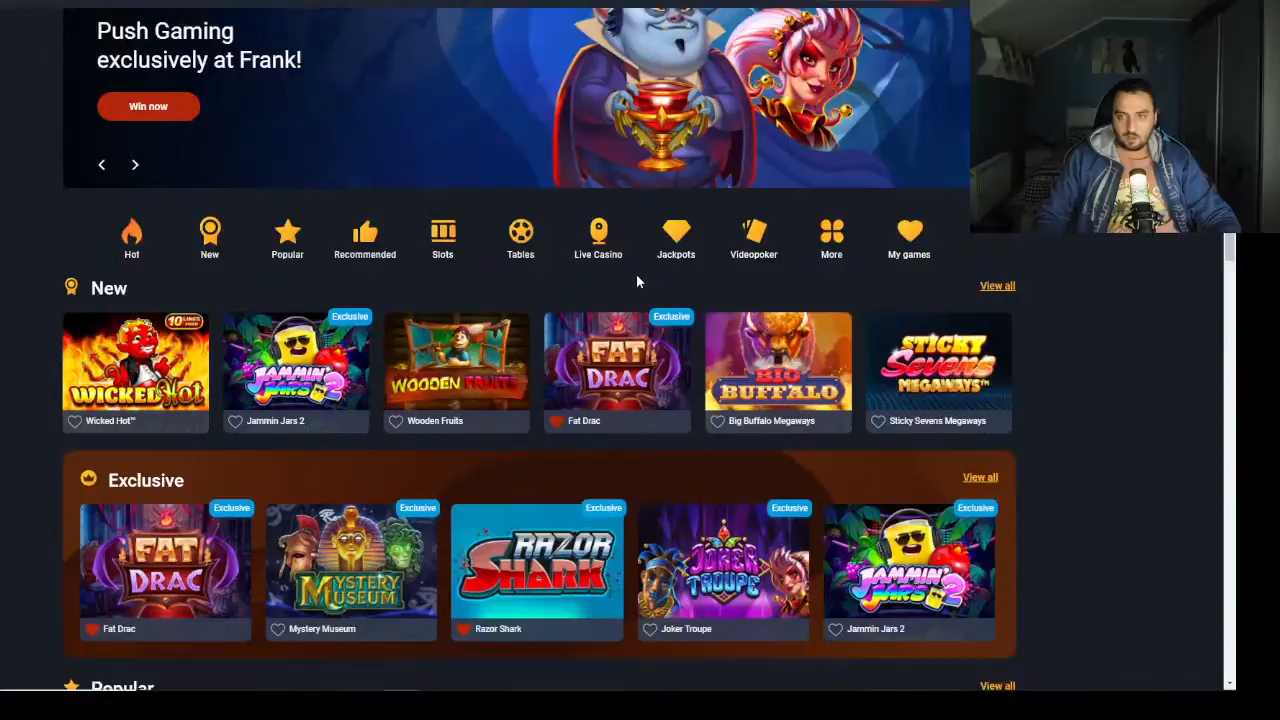 Push Gaming
exclusively at Frank!
Win now
Hot
New
Popular
Recommended
Slots
Tables
Live Casino
Jackpots
Videopoker
More
My games
New
View all
WICKED Hot
10 LINES
Wicked Hot™
Exclusive
JAMMIN' JARS 2
Jammin Jars 2
WOODEN FRUITS
Wooden Fruits
Exclusive
FAT DRAC
Fat Drac
BIG BUFFALO
Big Buffalo Megaways
STICKY Sevens MEGAWAYS™
Sticky Sevens Megaways
Exclusive
View all
Exclusive
FAT DRAC
Fat Drac
Exclusive
MYSTERY MUSEUM
Mystery Museum
Exclusive
RAZOR SHARK
Razor Shark
Exclusive
JOKER TROUPE
Joker Troupe
Exclusive
JAMMIN' JARS 2
Jammin Jars 2
Popular
View all